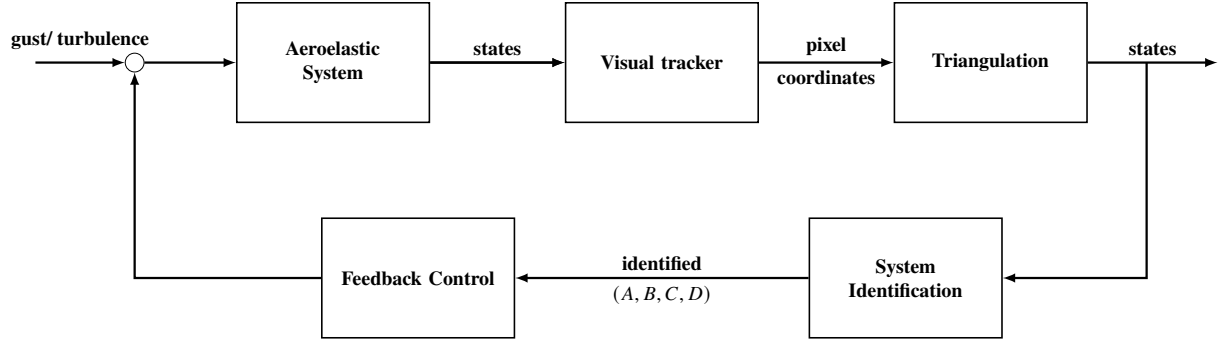 gust/ turbulence
Aeroelastic
System
states
Visual tracker
pixel
coordinates
Triangulation
states
Feedback Control
identified
(A, B, C, D)
System
Identification